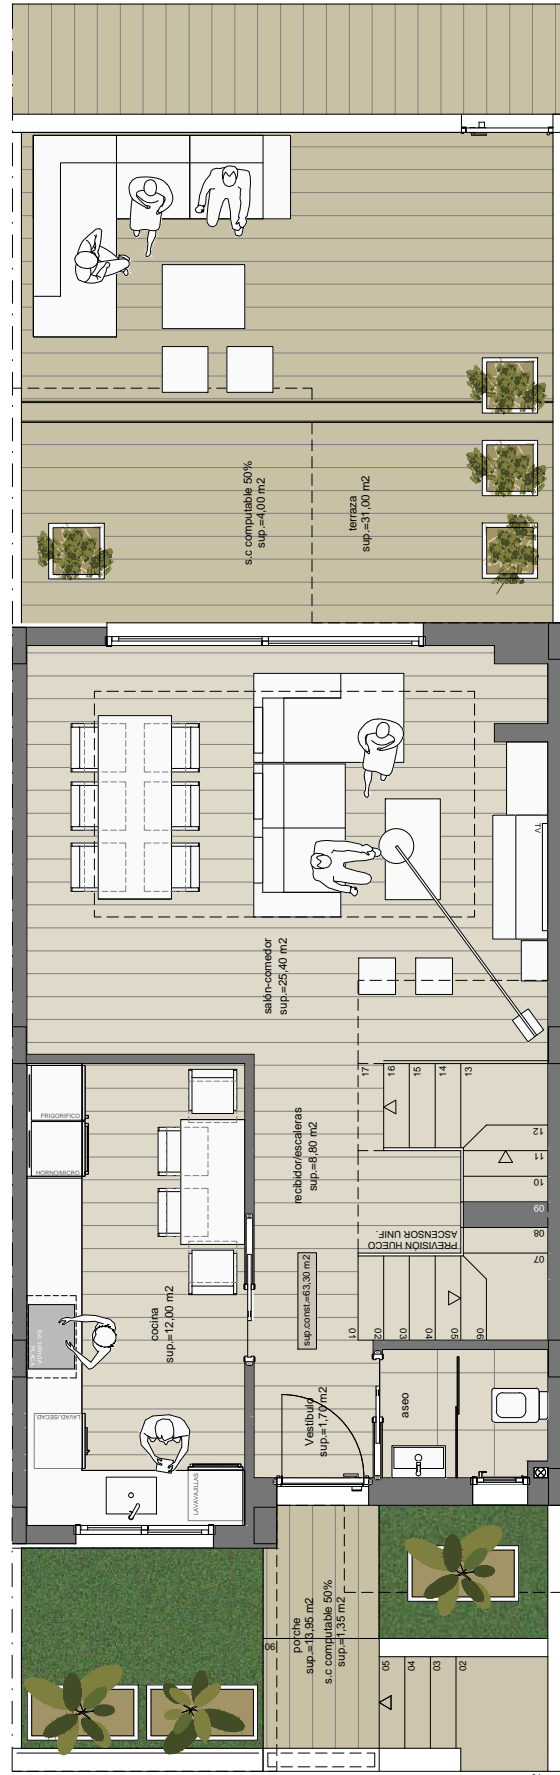 s.c computable 50%
sup.=4,00 m2
terraza
sup.=31,00 m2
TV
salón-comedor
sup.=25,40 m2
17
16
15
14
13
12
11
10
09
08
07
FRIGORIFICO
HORNO/MICRO
recibidor/escaleras
sup.=8,80 m2
PREVISIÓN HUECO
ASCENSOR UNIF.
sup.const.=63,30 m2
01
02
03
04
05
06
cocina
sup.=12,00 m2
LAVAD/SECAD
LAVAVAJILLAS
Vestíbulo
sup.=1,70 m2
aseo
porche
sup.=13,95 m2
s.c computable 50%
sup.=1,35 m2
06
05
04
03
02